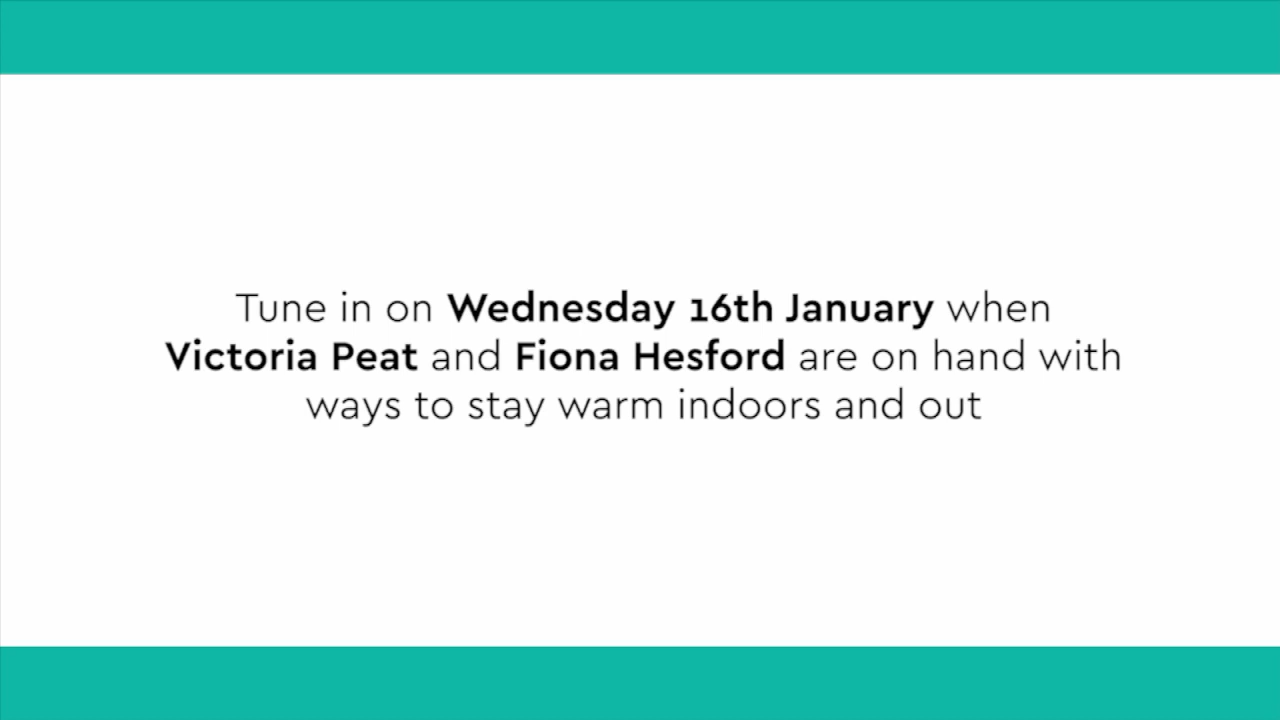 Tune in on Wednesday 16th January when
Victoria Peat and Fiona Hesford are on hand with
ways to stay warm indoors and out